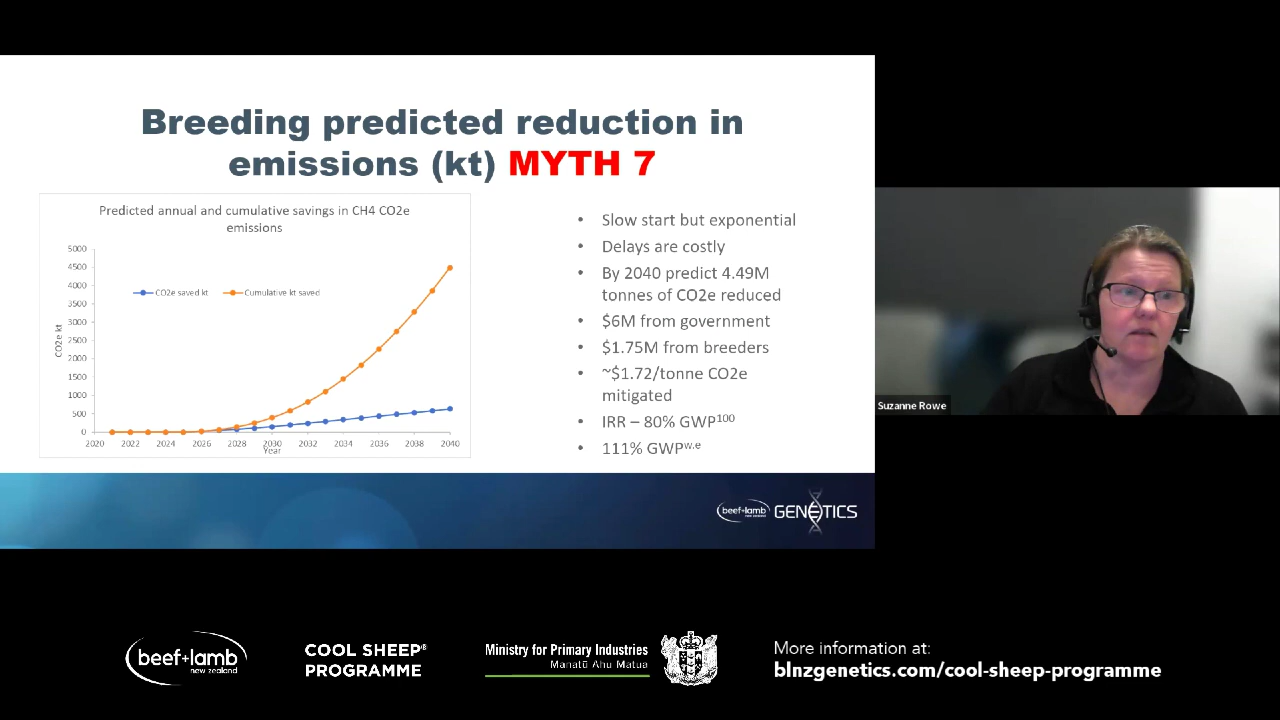 Breeding predicted reduction in
emissions (kt) MYTH 7
Predicted annual and cumulative savings in CH4 CO2e
emissions
5000
4500
4000
3500
3000
2500
2000
1500
1000
500
0
CO2e kt
CO2e saved kt
Cumulative kt saved
2020 2022 2024 2026 2028 2030 2032 2034 2036 2038 2040
Year
• Slow start but exponential
• Delays are costly
• By 2040 predict 4.49M
tonnes of CO2e reduced
• $6M from government
• $1.75M from breeders
• ~$1.72/tonne CO2e
mitigated
• IRR – 80% GWP100
• 111% GWPw.e
beef+lamb
new zealand
GENETICS
Suzanne Rowe
beef+lamb
new zealand
COOL SHEEP®
PROGRAMME
Ministry for Primary Industries
Manatū Ahu Matua
More information at:
blnzgenetics.com/cool-sheep-programme